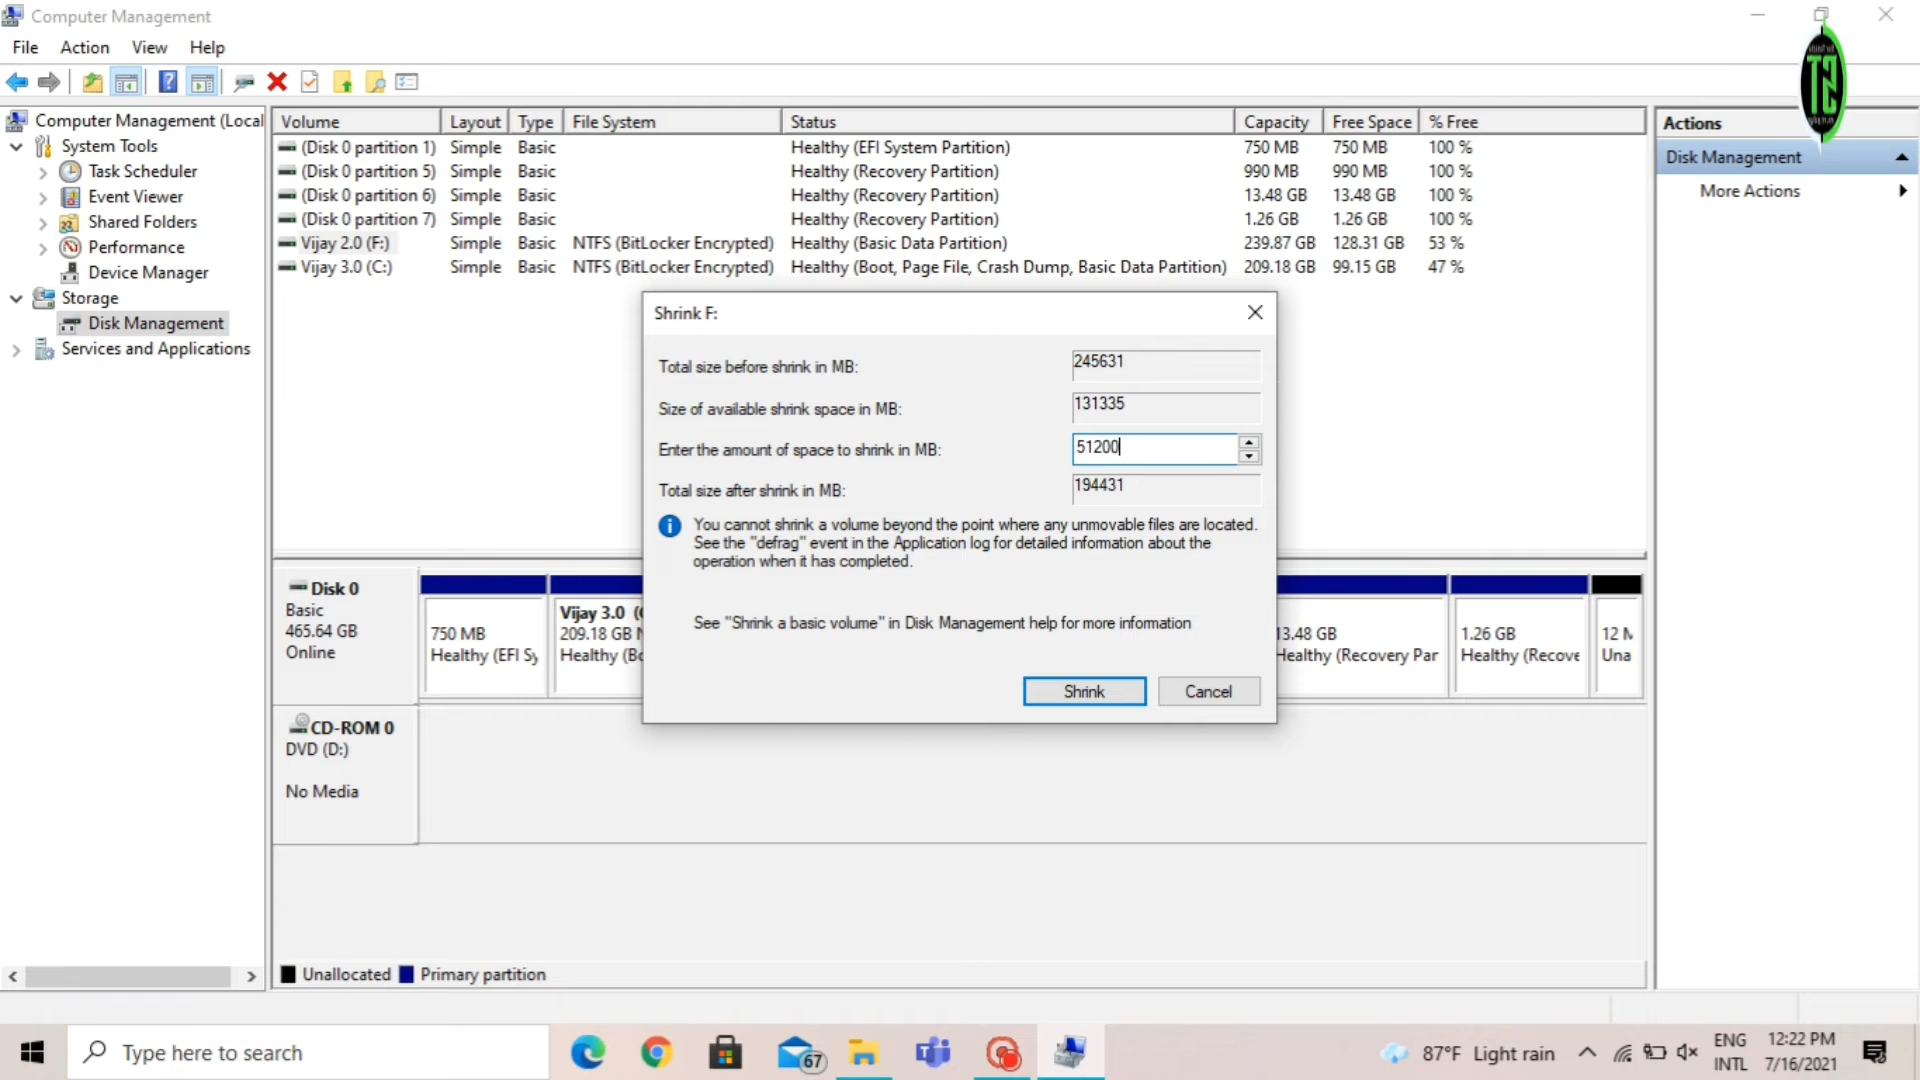 Computer Management
File Action View Help
Computer Management (Local
System Tools
Task Scheduler
Event Viewer
Shared Folders
Performance
Device Manager
Storage
Disk Management
Services and Applications
Volume Layout Type File System Status Capacity Free Space % Free
(Disk 0 partition 1) Simple Basic Healthy (EFI System Partition) 750 MB 750 MB 100 %
(Disk 0 partition 5) Simple Basic Healthy (Recovery Partition) 990 MB 990 MB 100 %
(Disk 0 partition 6) Simple Basic Healthy (Recovery Partition) 13.48 GB 13.48 GB 100 %
(Disk 0 partition 7) Simple Basic Healthy (Recovery Partition) 1.26 GB 1.26 GB 100 %
Vijay 2.0 (F:) Simple Basic NTFS (BitLocker Encrypted) Healthy (Basic Data Partition) 239.87 GB 128.31 GB 53 %
Vijay 3.0 (C:) Simple Basic NTFS (BitLocker Encrypted) Healthy (Boot, Page File, Crash Dump, Basic Data Partition) 209.18 GB 99.15 GB 47 %
Actions
Disk Management
More Actions
Shrink F:
Total size before shrink in MB: 245631
Size of available shrink space in MB: 131335
Enter the amount of space to shrink in MB: 51200
Total size after shrink in MB: 194431
You cannot shrink a volume beyond the point where any unmovable files are located.
See the "defrag" event in the Application log for detailed information about the
operation when it has completed.
See "Shrink a basic volume" in Disk Management help for more information
Shrink Cancel
Disk 0
Basic
465.64 GB
Online
750 MB
Healthy (EFI Sy
Vijay 3.0 (
209.18 GB N
Healthy (Bo
13.48 GB
Healthy (Recovery Par
1.26 GB
Healthy (Recove
12 M
Una
CD-ROM 0
DVD (D:)
No Media
Unallocated Primary partition
Type here to search
67
87°F Light rain
ENG
INTL
12:22 PM
7/16/2021